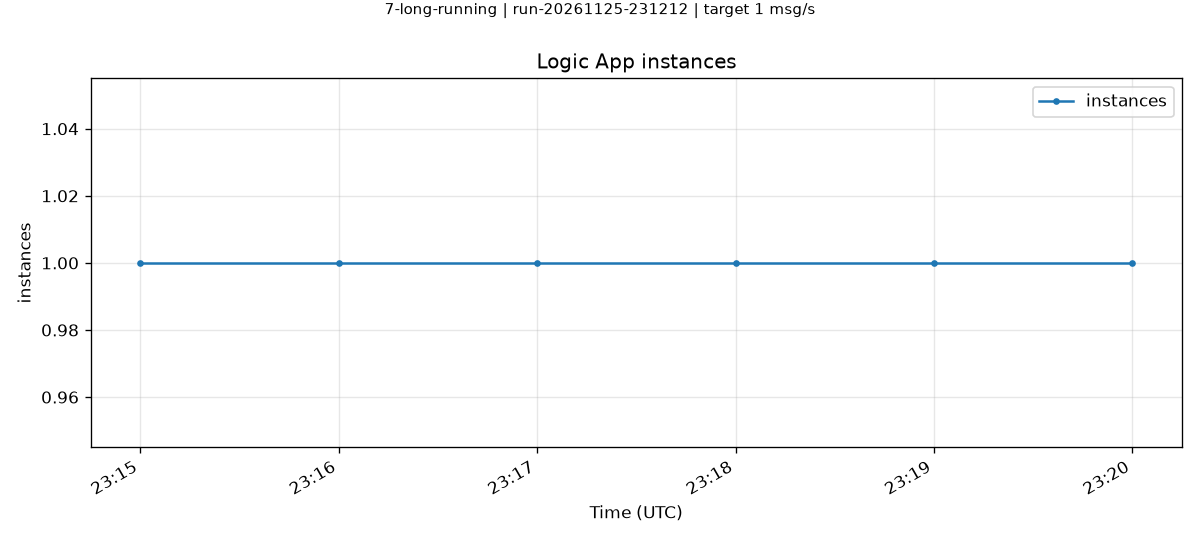 7-long-running | run-20261125-231212 | target 1 msg/s
Logic App instances
instances
1.04
1.02
1.00
0.98
0.96
instances
23:15
23:16
23:17
23:18
23:19
23:20
Time (UTC)